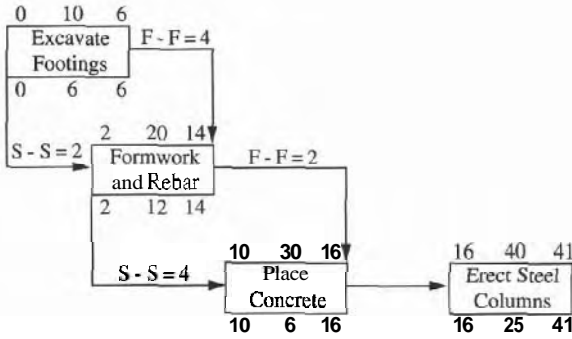 0 10 6
Excavate
Footings
0 6 6
F - F = 4
S - S = 2
2 20 14
Formwork
and Rebar
2 12 14
F - F = 2
S - S = 4
10 30 16
Place
Concrete
10 6 16
16 40 41
Erect Steel
Columns
16 25 41